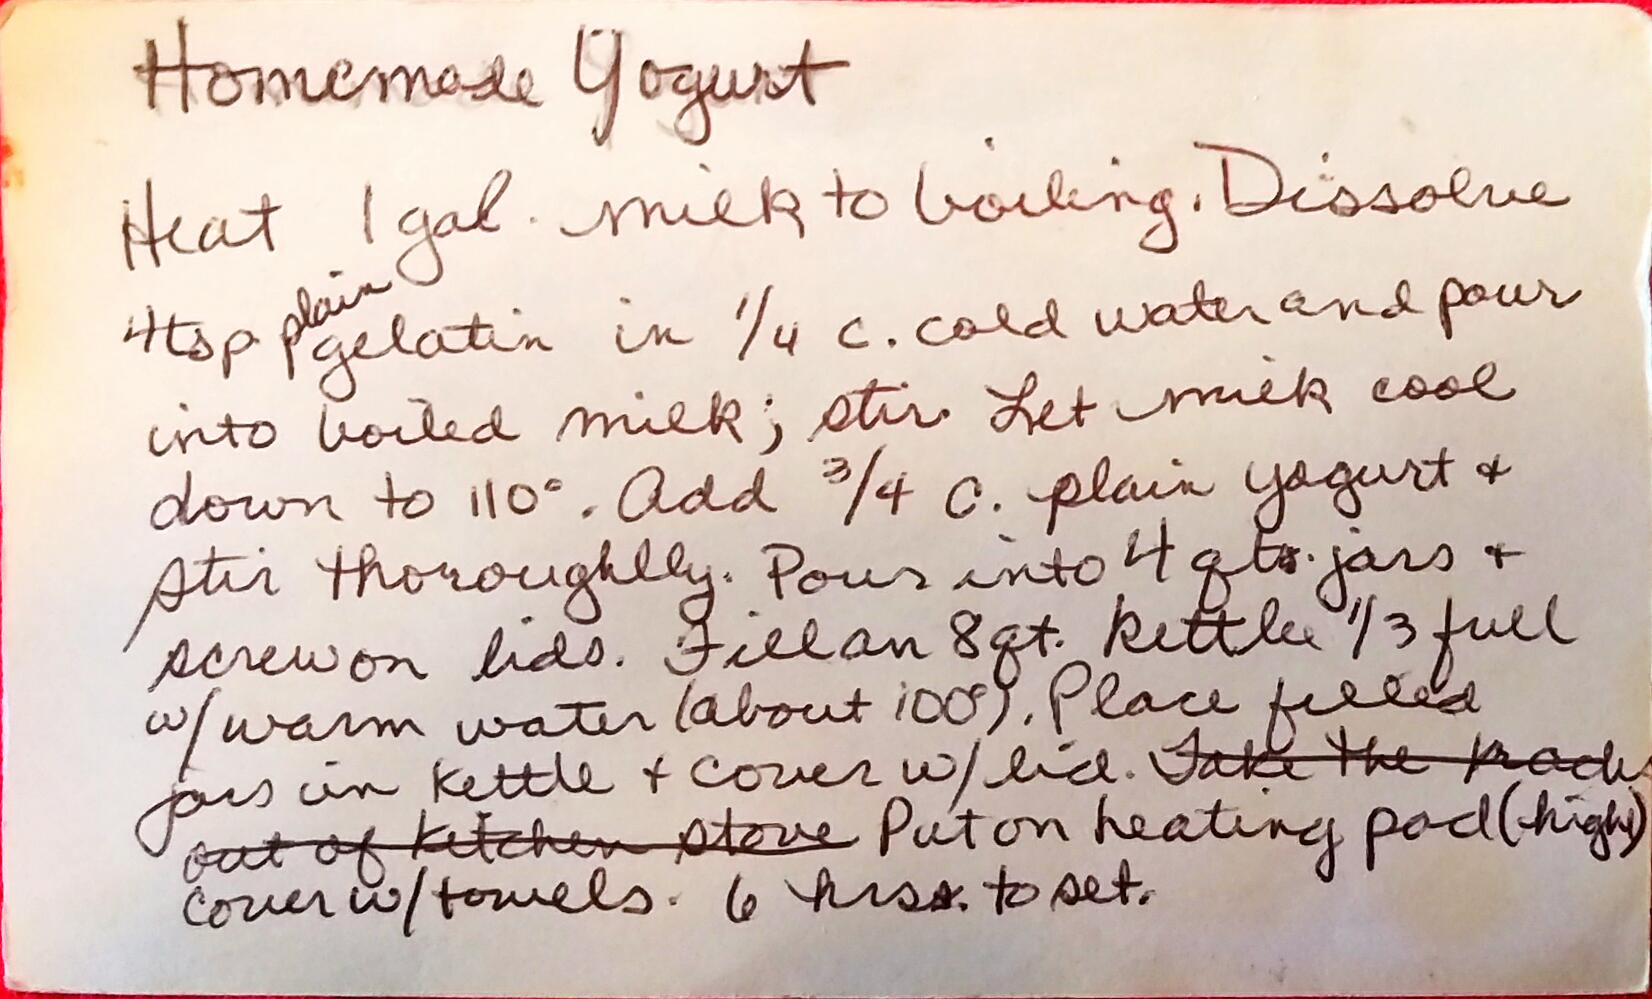 Homemade Yogurt
Heat 1 gal. milk to boiling. Dissolve
4 tsp. plain gelatin in 1/4 c. cold water and pour
into boiled milk; stir. Let milk cool
down to 110°. Add 3/4 c. plain yogurt &
stir thoroughlly. Pour into 4 qt. jars &
screw on lids. Fill an 8 qt. kettle 1/3 full
w/ warm water (about 100°). Place filled
jars in kettle & cover w/ lid. Take the racks
out of kitchen stove Put on heating pad (high)
cover w/ towels. 6 hrs. to set.